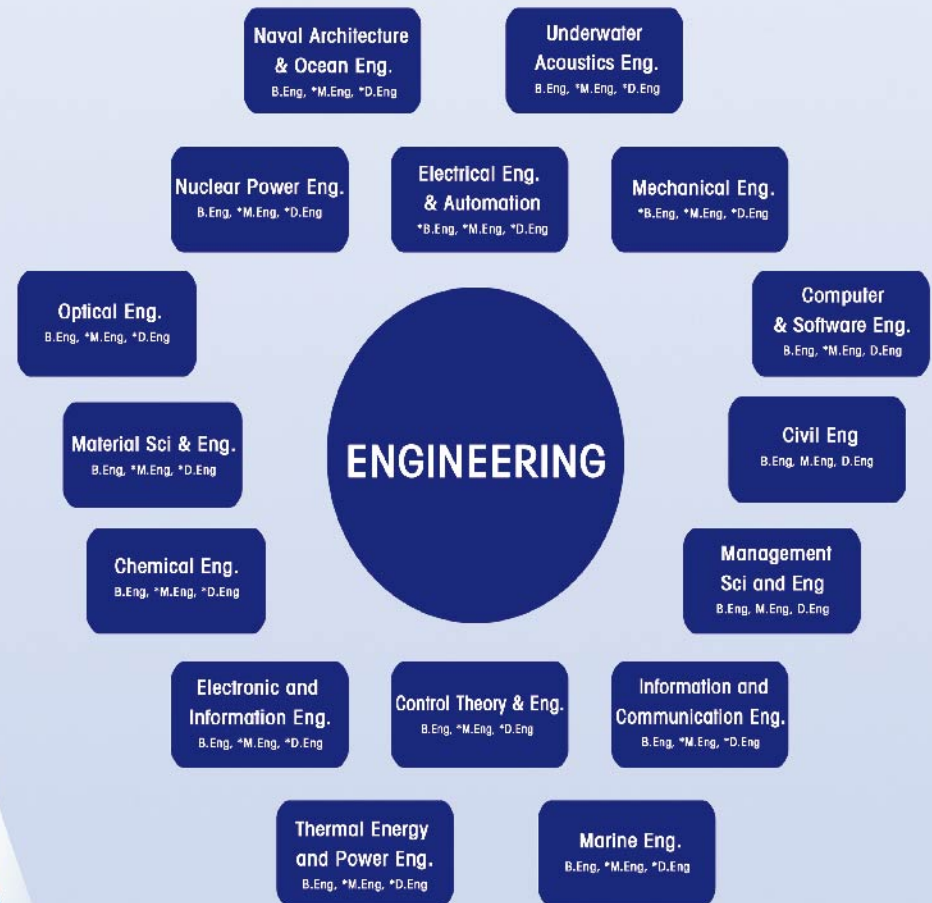 Naval Architecture
& Ocean Eng.
B.Eng, *M.Eng, *D.Eng
Underwater
Acoustics Eng.
B.Eng, *M.Eng, *D.Eng
Nuclear Power Eng.
B.Eng, *M.Eng, *D.Eng
Electrical Eng.
& Automation
*B.Eng, *M.Eng, *D.Eng
Mechanical Eng.
*B.Eng, *M.Eng, *D.Eng
Optical Eng.
B.Eng, *M.Eng, *D.Eng
Computer
& Software Eng.
B.Eng, *M.Eng, D.Eng
Material Sci & Eng.
B.Eng, *M.Eng, *D.Eng
ENGINEERING
Civil Eng
B.Eng, M.Eng, D.Eng
Chemical Eng.
B.Eng, *M.Eng, *D.Eng
Management
Sci and Eng
B.Eng, M.Eng, D.Eng
Electronic and
Information Eng.
B.Eng, *M.Eng, *D.Eng
Control Theory & Eng.
B.Eng, *M.Eng, *D.Eng
Information and
Communication Eng.
B.Eng, *M.Eng, *D.Eng
Thermal Energy
and Power Eng.
B.Eng, *M.Eng, *D.Eng
Marine Eng.
B.Eng, *M.Eng, *D.Eng